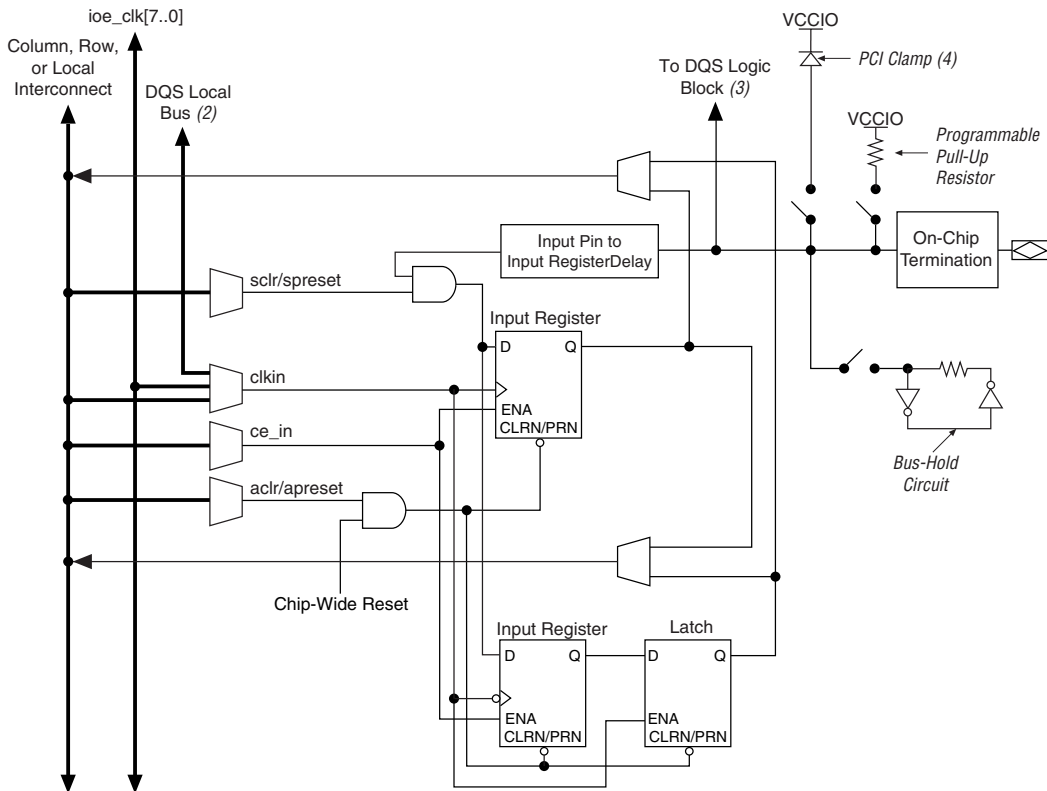 ioe_clk[7..0]
Column, Row,
or Local
Interconnect
DQS Local
Bus (2)
To DQS Logic
Block (3)
VCCIO
PCI Clamp (4)
VCCIO
Programmable
Pull-Up
Resistor
Input Pin to
Input RegisterDelay
On-Chip
Termination
sclr/spreset
Input Register
D
Q
clkin
ENA
CLRN/PRN
ce_in
aclr/apreset
Bus-Hold
Circuit
Chip-Wide Reset
Input Register
D
Q
ENA
CLRN/PRN
Latch
D
Q
ENA
CLRN/PRN